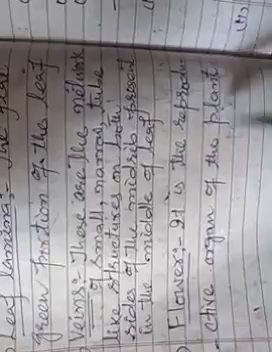 Leaf lamina:- The flat
green portion of the leaf
Veins:- These are the network
of small, narrow, tube
like structures on both
sides of the midrib present
in the middle of leaf
Flower:- It is the reprodu-
ctive organ of the plant